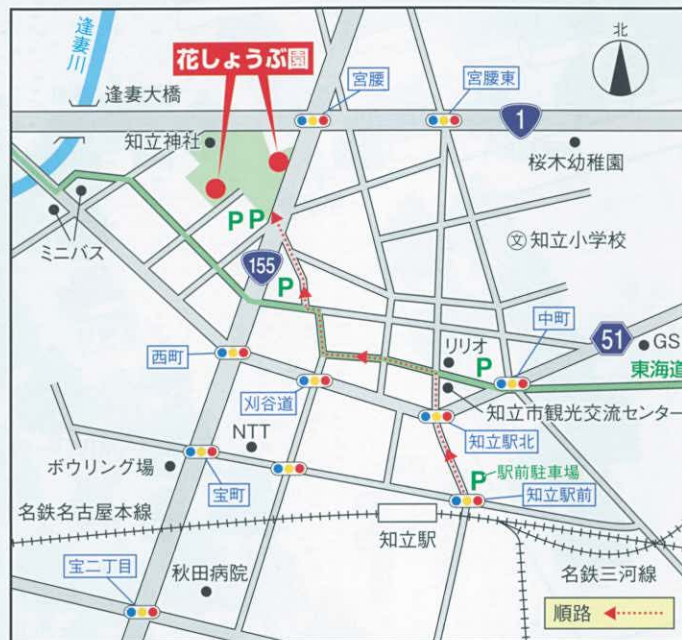 逢妻川
花しょうぶ園
北
逢妻大橋
宮腰
宮腰東
1
知立神社
桜木幼稚園
P P
ミニバス
文 知立小学校
155
P
中町
51
GS
西町
リリオ
P
東海道
刈谷道
知立市観光交流センター
NTT
知立駅北
ボウリング場
宝町
P 駅前駐車場
知立駅前
名鉄名古屋本線
知立駅
宝二丁目
秋田病院
名鉄三河線
順路